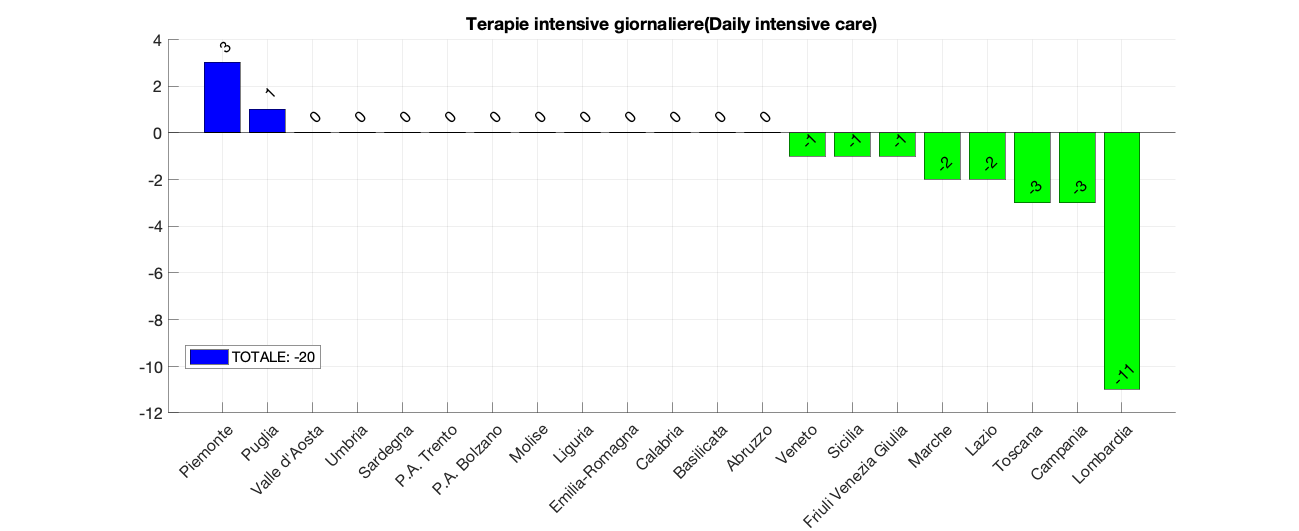 Terapie intensive giornaliere(Daily intensive care)
4
2
0
-2
-4
-6
-8
-10
-12
3
1
0
0
0
0
0
0
0
0
0
0
0
-1
-1
-1
-2
-2
-3
-3
-11
TOTALE: -20
Piemonte
Puglia
Valle d'Aosta
Umbria
Sardegna
P.A. Trento
P.A. Bolzano
Molise
Liguria
Emilia-Romagna
Calabria
Basilicata
Abruzzo
Veneto
Sicilia
Friuli Venezia Giulia
Marche
Lazio
Toscana
Campania
Lombardia